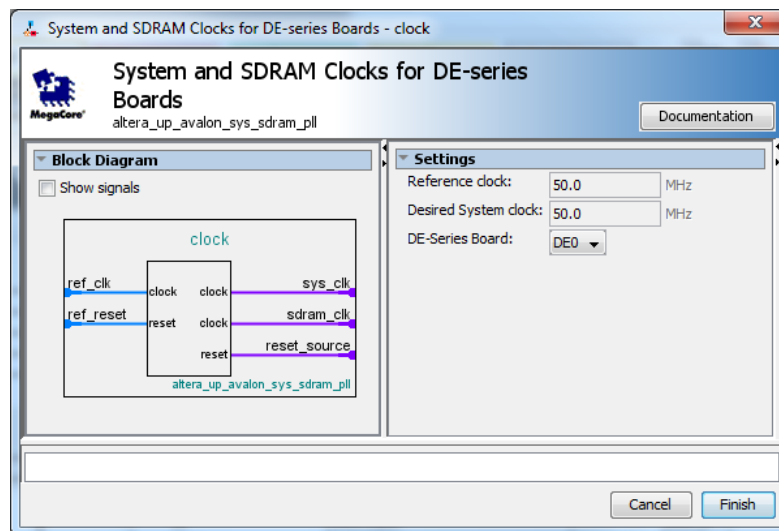 System and SDRAM Clocks for DE-series Boards - clock
System and SDRAM Clocks for DE-series
Boards
altera_up_avalon_sys_sdram_pll
MegaCore®
Documentation
Block Diagram
Show signals
clock
ref_clk
clock
clock
sys_clk
ref_reset
reset
clock
sdram_clk
reset
reset_source
altera_up_avalon_sys_sdram_pll
Settings
Reference clock: 50.0 MHz
Desired System clock: 50.0 MHz
DE-Series Board: DE0
Cancel
Finish